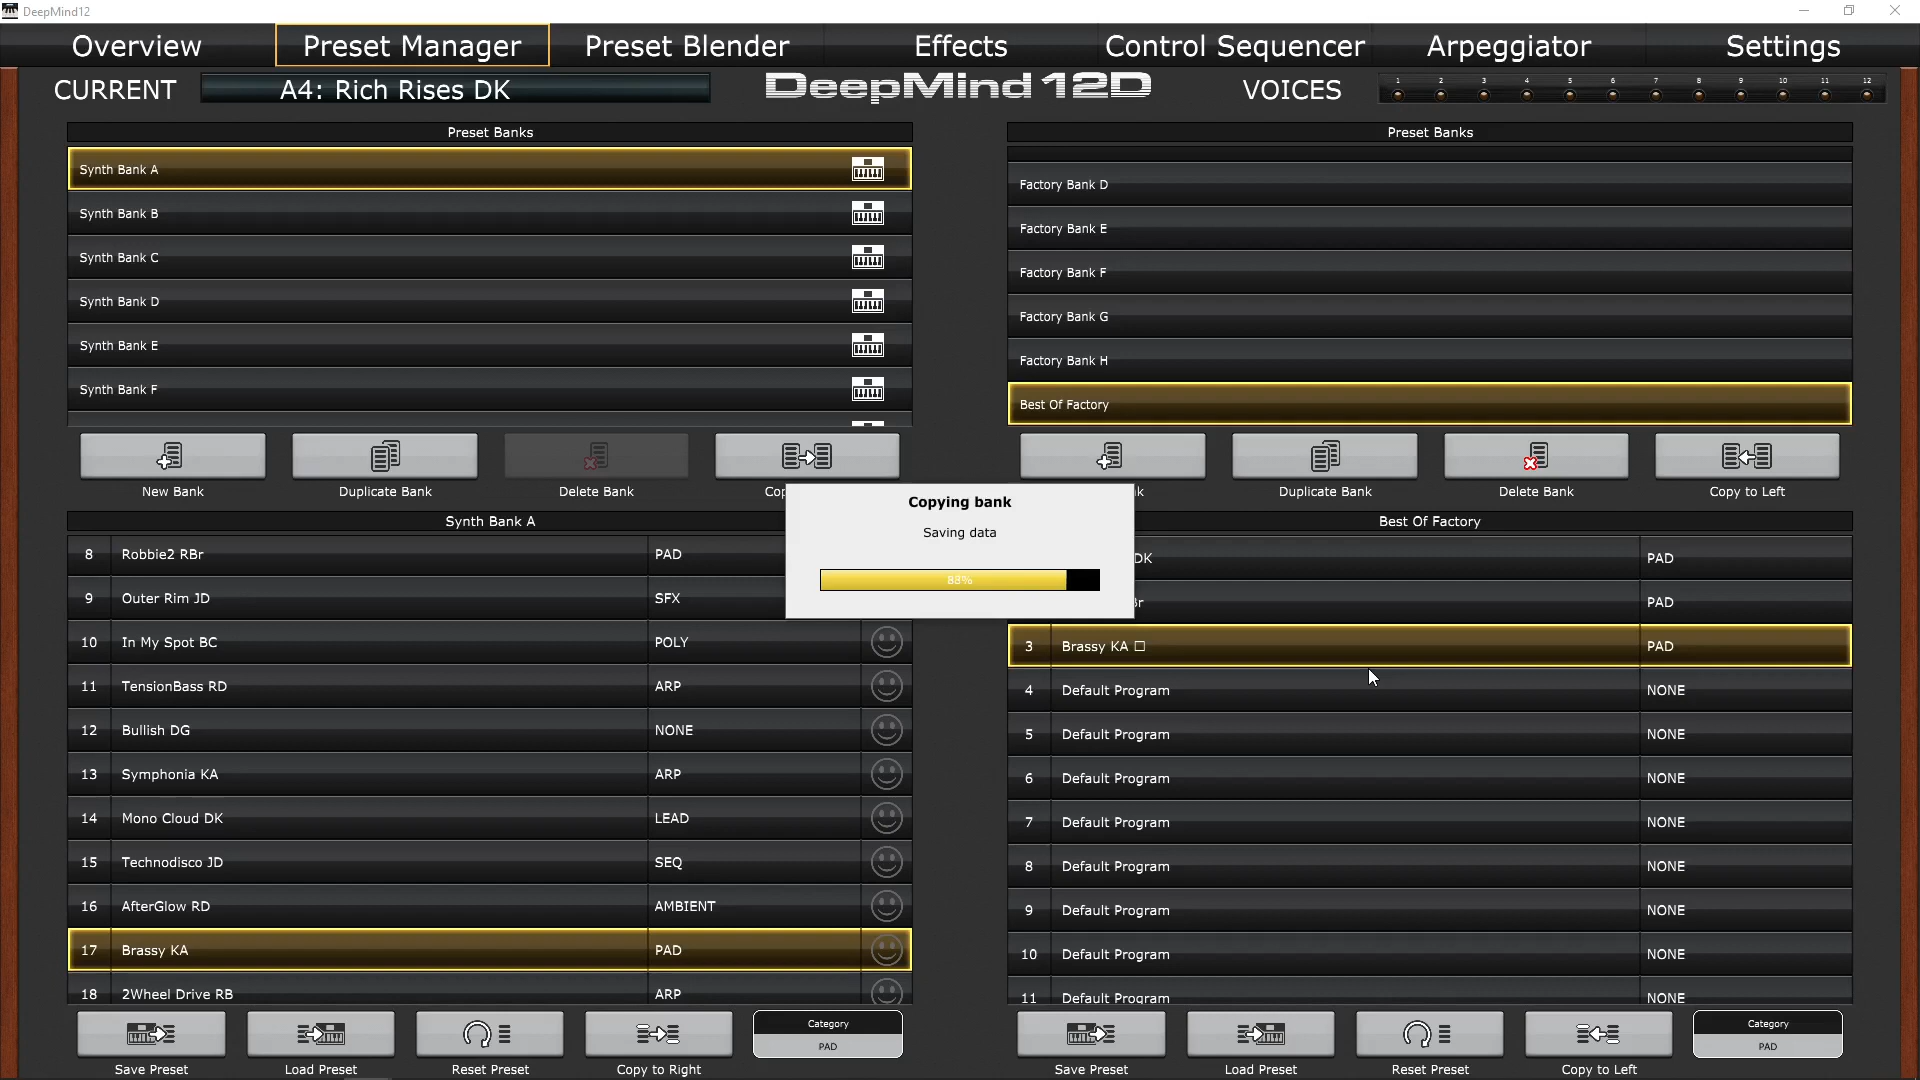 DeepMind12
Overview
Preset Manager
Preset Blender
Effects
Control Sequencer
Arpeggiator
Settings
CURRENT
A4: Rich Rises DK
DeepMind 12D
VOICES
1 2 3 4 5 6 7 8 9 10 11 12
Preset Banks
Synth Bank A
Synth Bank B
Synth Bank C
Synth Bank D
Synth Bank E
Synth Bank F
Preset Banks
Factory Bank D
Factory Bank E
Factory Bank F
Factory Bank G
Factory Bank H
Best Of Factory
New Bank
Duplicate Bank
Delete Bank
Duplicate Bank
Delete Bank
Copy to Left
Copying bank
Saving data
88%
Synth Bank A
8 Robbie2 RBr PAD
9 Outer Rim JD SFX
10 In My Spot BC POLY
11 TensionBass RD ARP
12 Bullish DG NONE
13 Symphonia KA ARP
14 Mono Cloud DK LEAD
15 Technodisco JD SEQ
16 AfterGlow RD AMBIENT
17 Brassy KA PAD
18 2Wheel Drive RB ARP
Best Of Factory
DK PAD
PAD
3 Brassy KA □ PAD
4 Default Program NONE
5 Default Program NONE
6 Default Program NONE
7 Default Program NONE
8 Default Program NONE
9 Default Program NONE
10 Default Program NONE
11 Default Program NONE
Save Preset
Load Preset
Reset Preset
Copy to Right
Category
PAD
Save Preset
Load Preset
Reset Preset
Copy to Left
Category
PAD